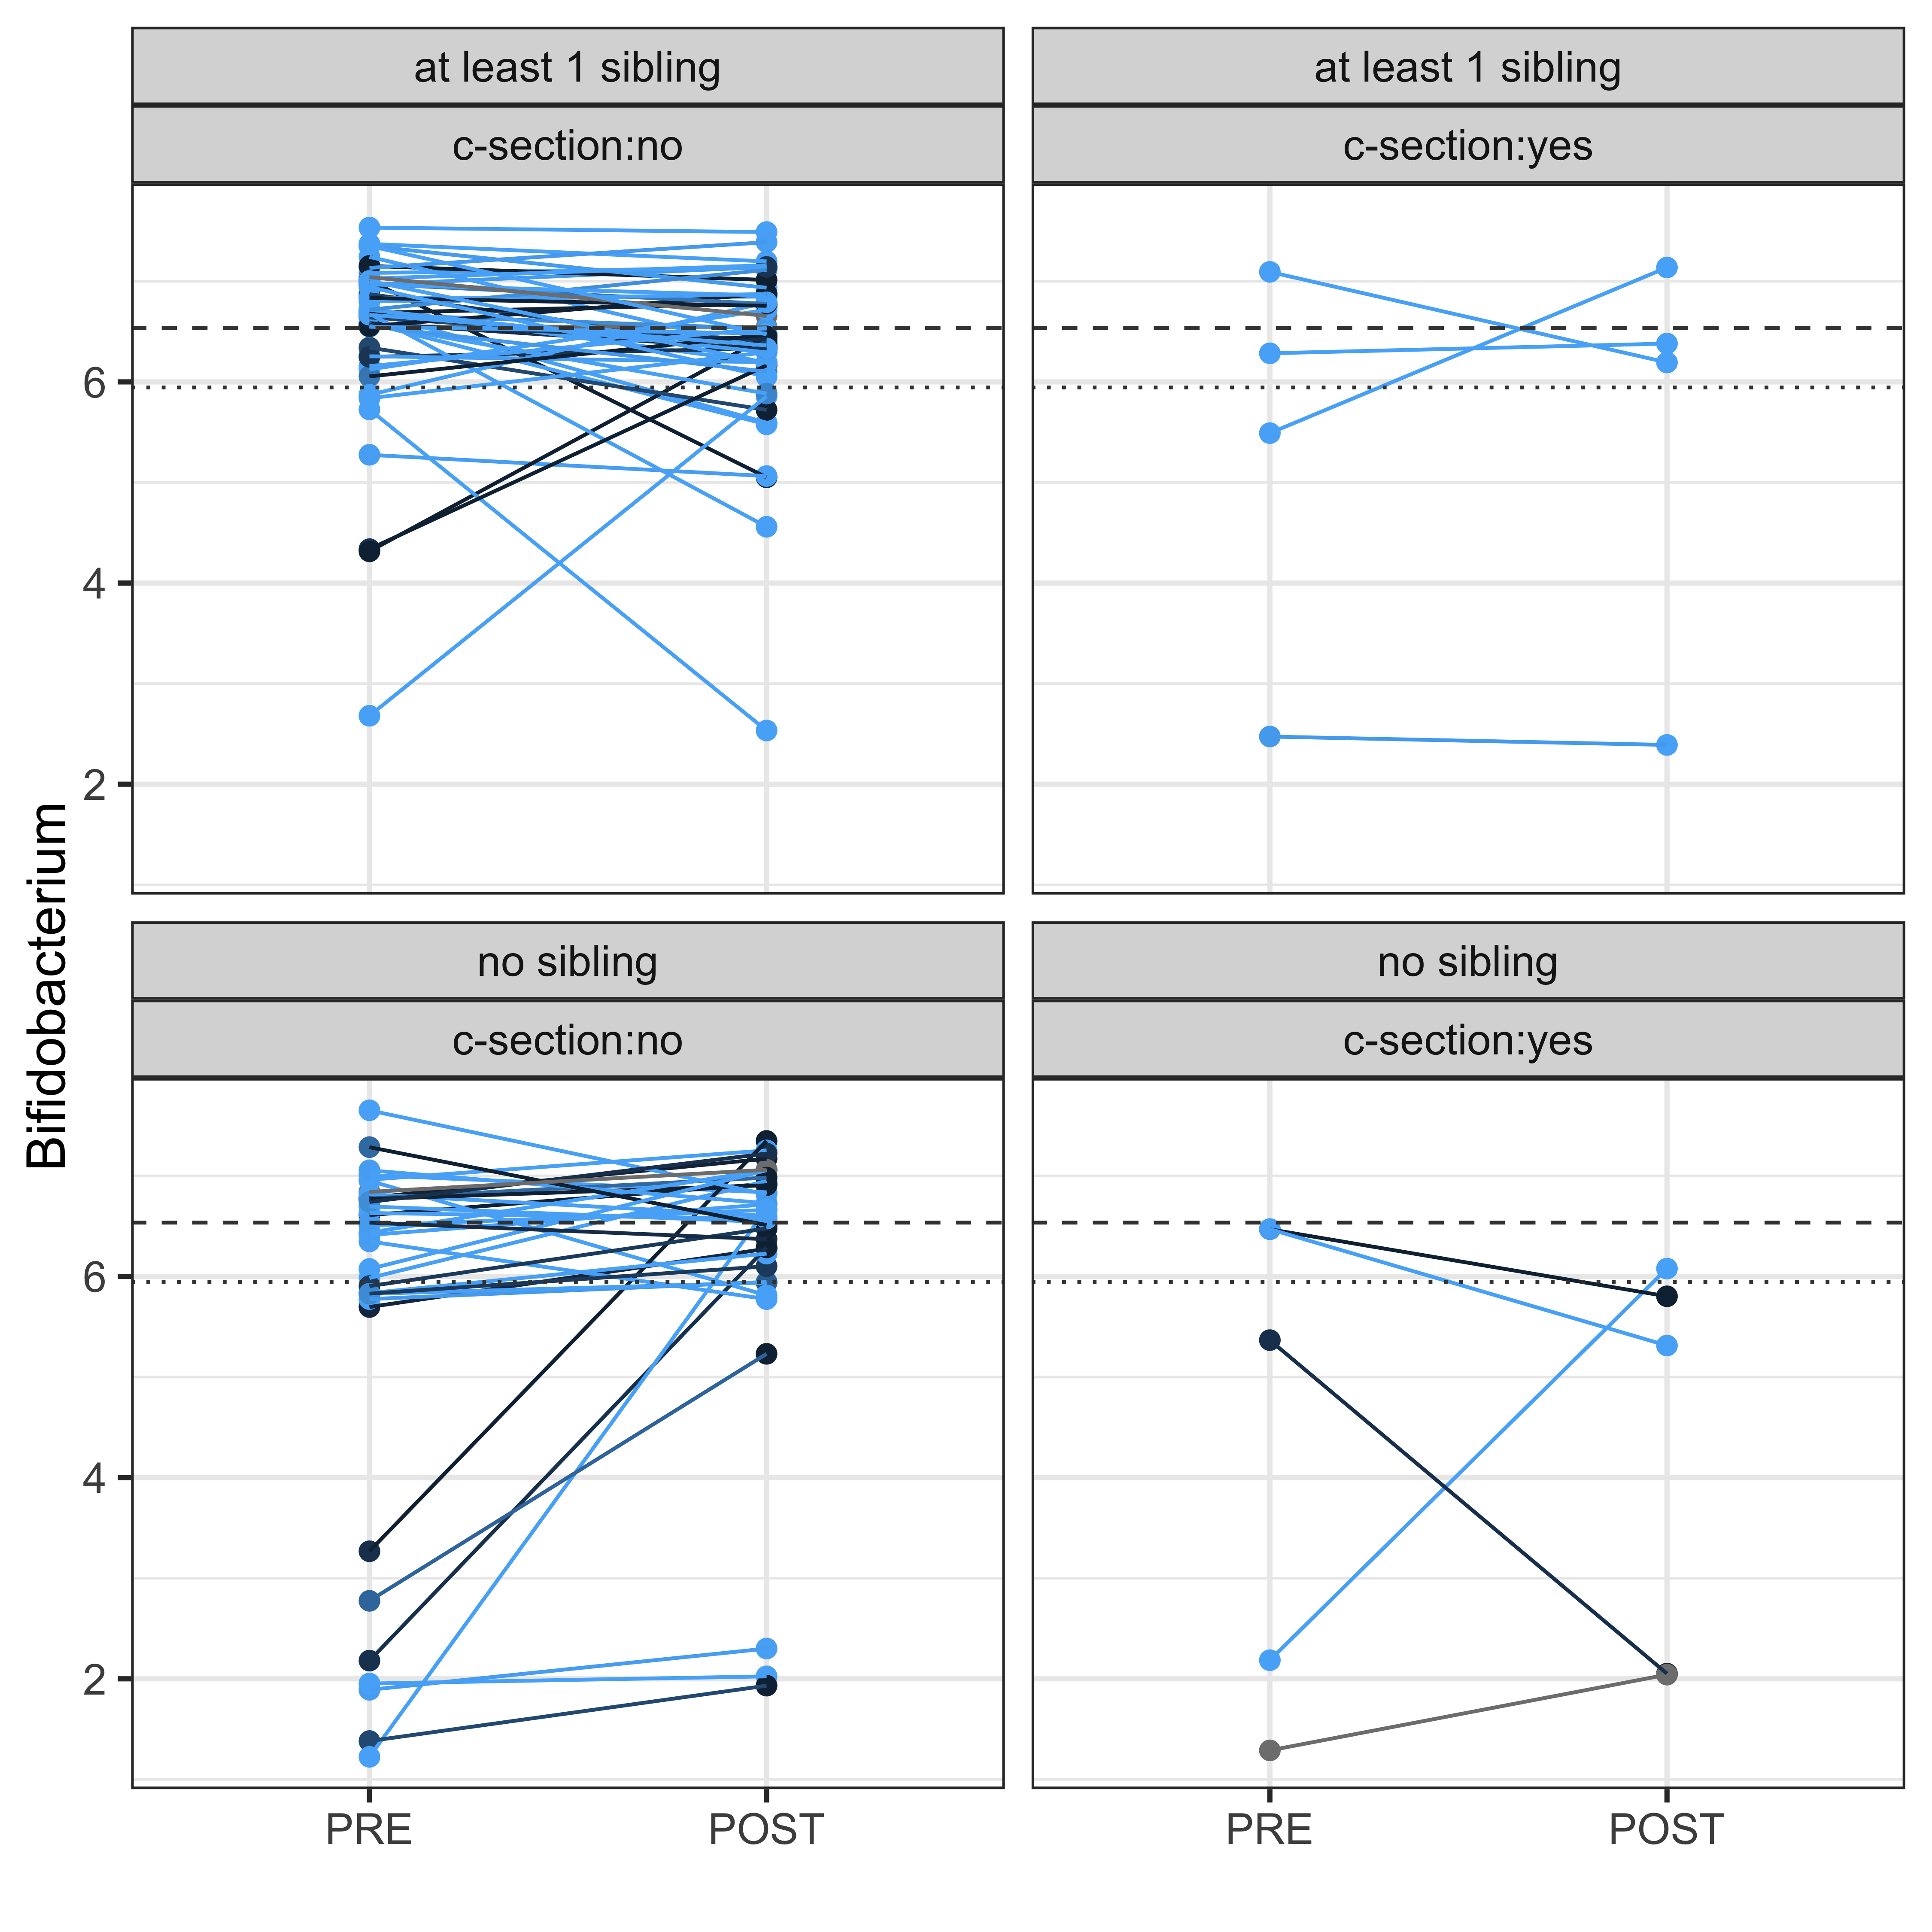 at least 1 sibling
c-section:no
at least 1 sibling
c-section:yes
6
4
2
Bifidobacterium
no sibling
c-section:no
no sibling
c-section:yes
6
4
2
PRE
POST
PRE
POST